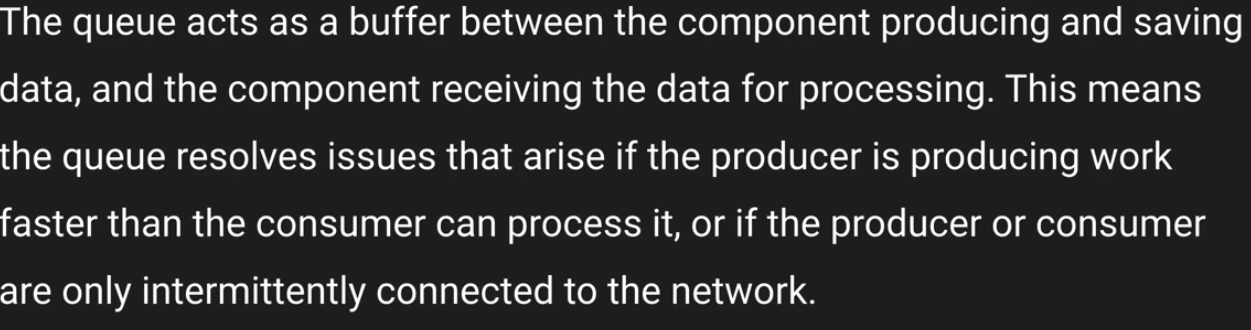 The queue acts as a buffer between the component producing and saving
data, and the component receiving the data for processing. This means
the queue resolves issues that arise if the producer is producing work
faster than the consumer can process it, or if the producer or consumer
are only intermittently connected to the network.